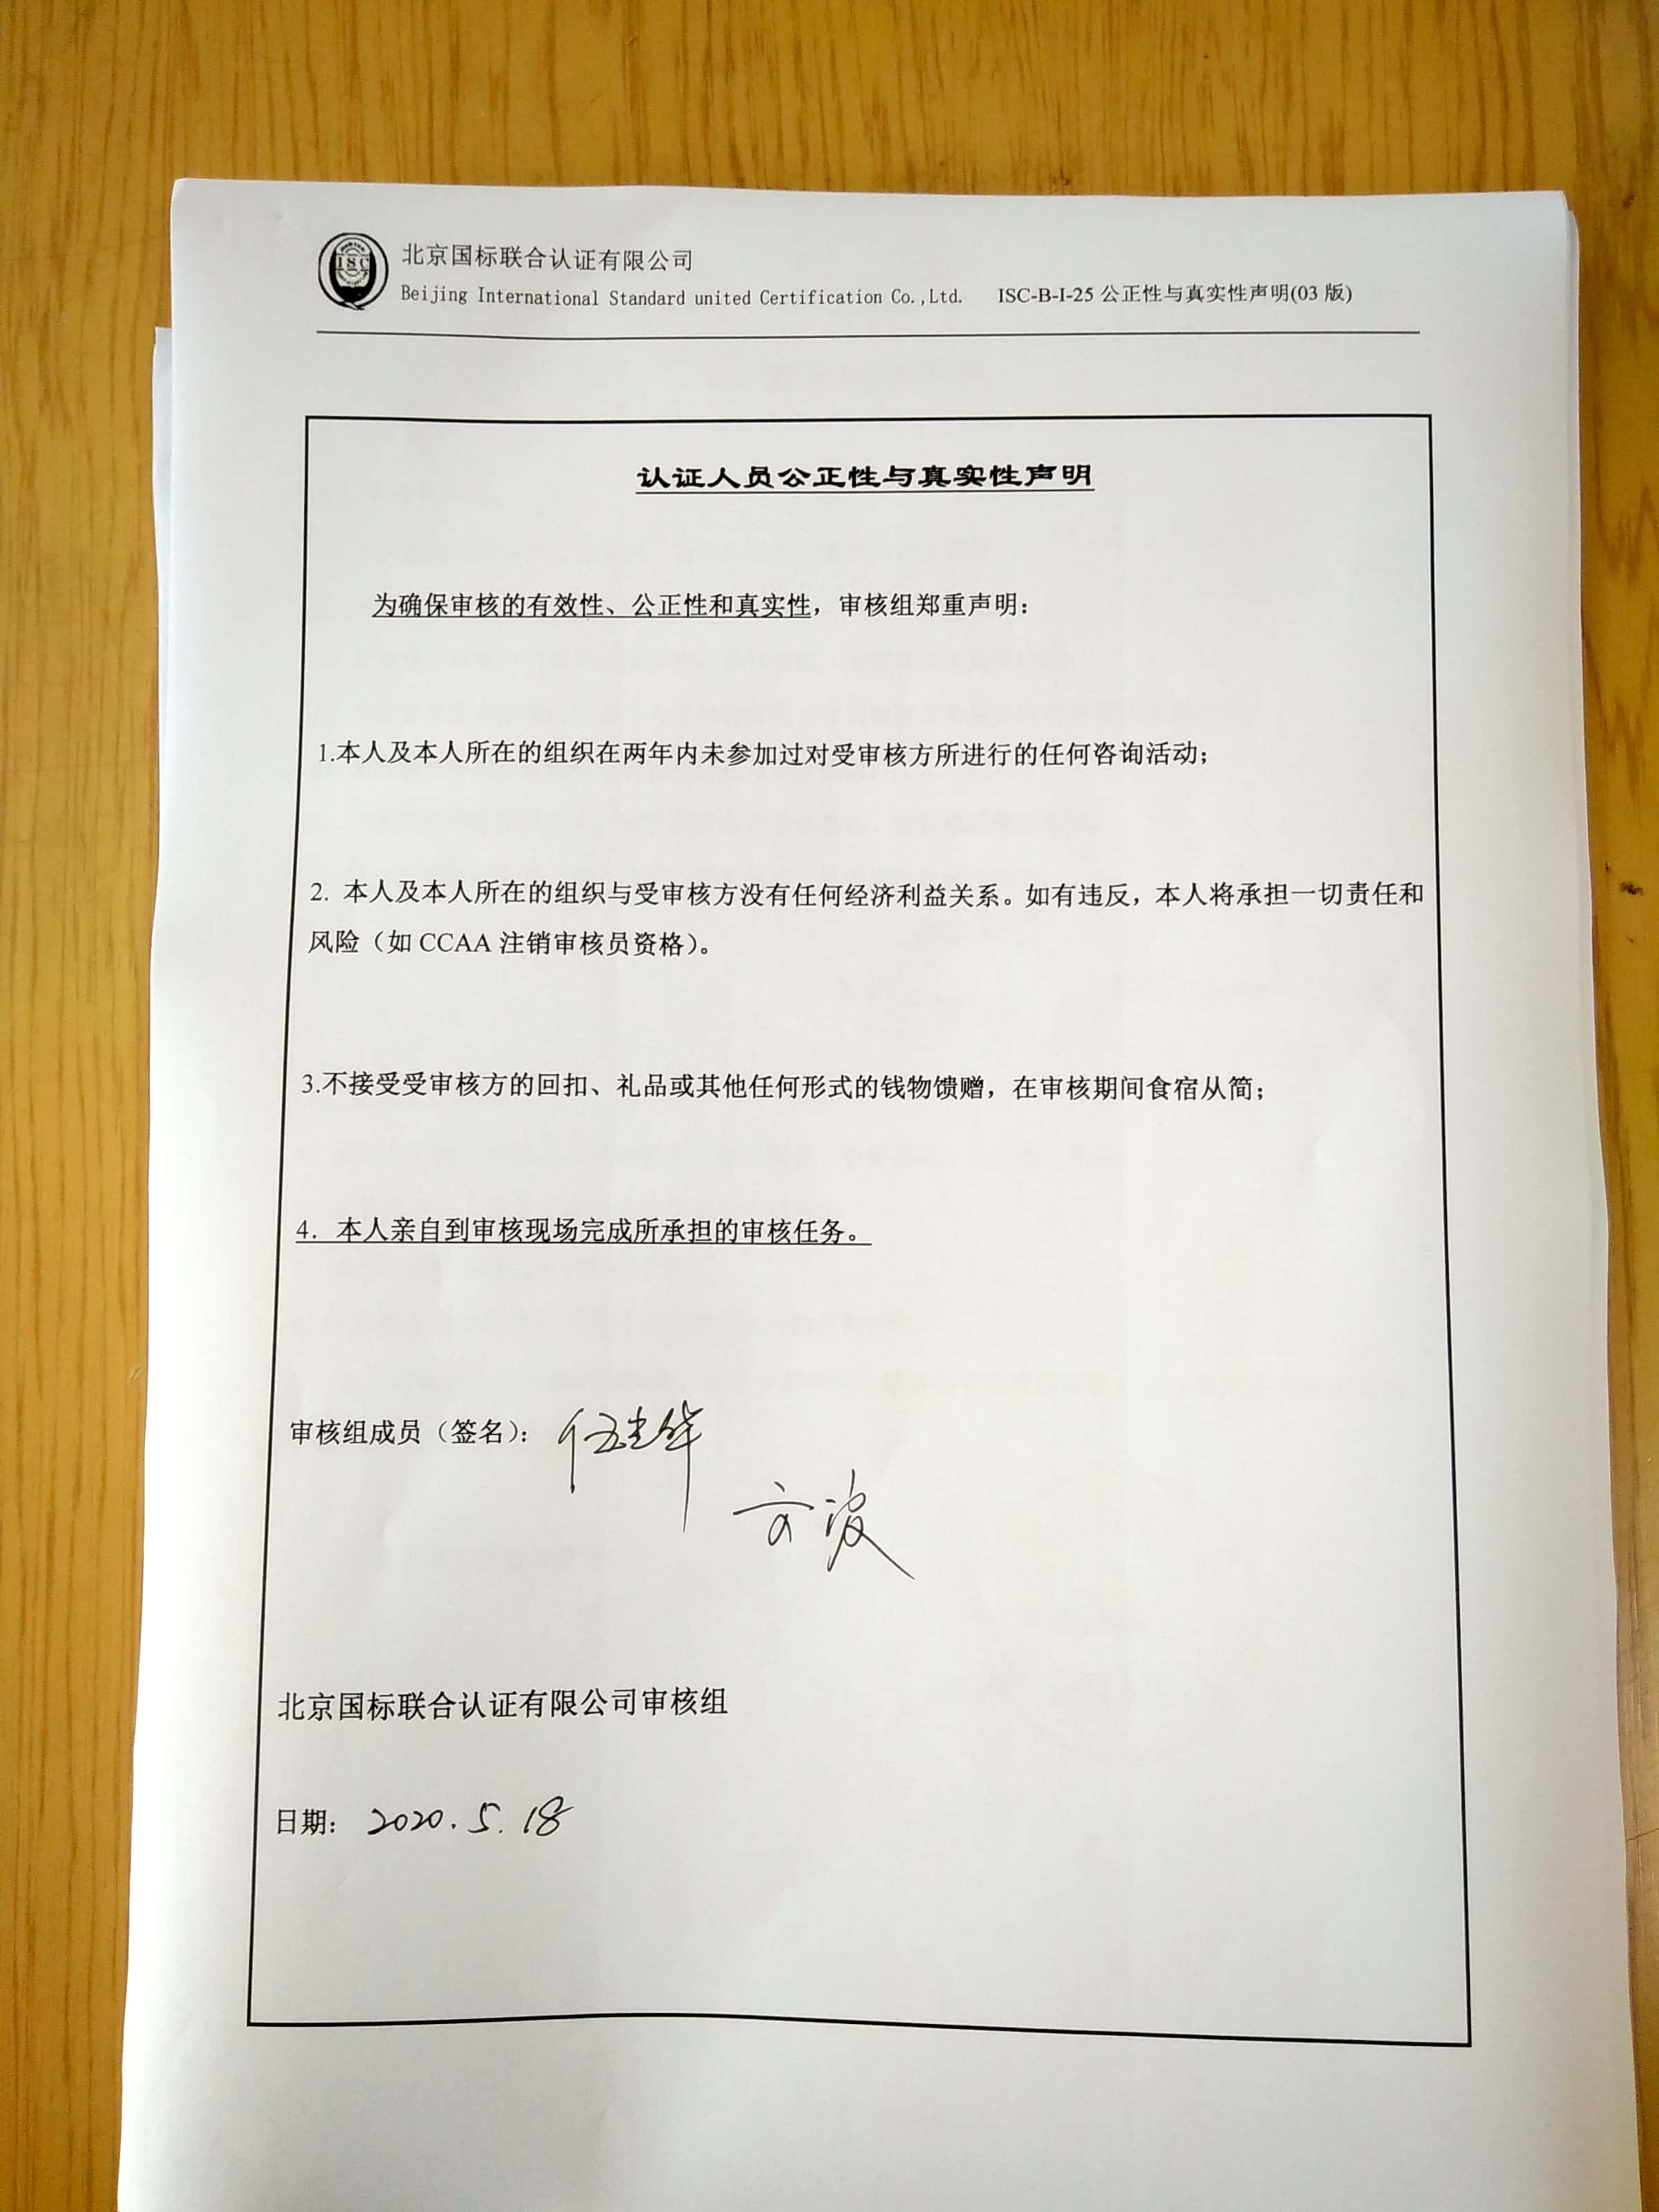 ISC
北京国标联合认证有限公司
Beijing International Standard united Certification Co.,Ltd. ISC-B-I-25 公正性与真实性声明(03 版)
认证人员公正性与真实性声明
为确保审核的有效性、公正性和真实性，审核组郑重声明：
1.本人及本人所在的组织在两年内未参加过对受审核方所进行的任何咨询活动；
2. 本人及本人所在的组织与受审核方没有任何经济利益关系。如有违反，本人将承担一切责任和
风险（如 CCAA 注销审核员资格）。
3.不接受受审核方的回扣、礼品或其他任何形式的钱物馈赠，在审核期间食宿从简；
4. 本人亲自到审核现场完成所承担的审核任务。
审核组成员（签名）： 伍光华
文波
北京国标联合认证有限公司审核组
日期： 2020.5.18